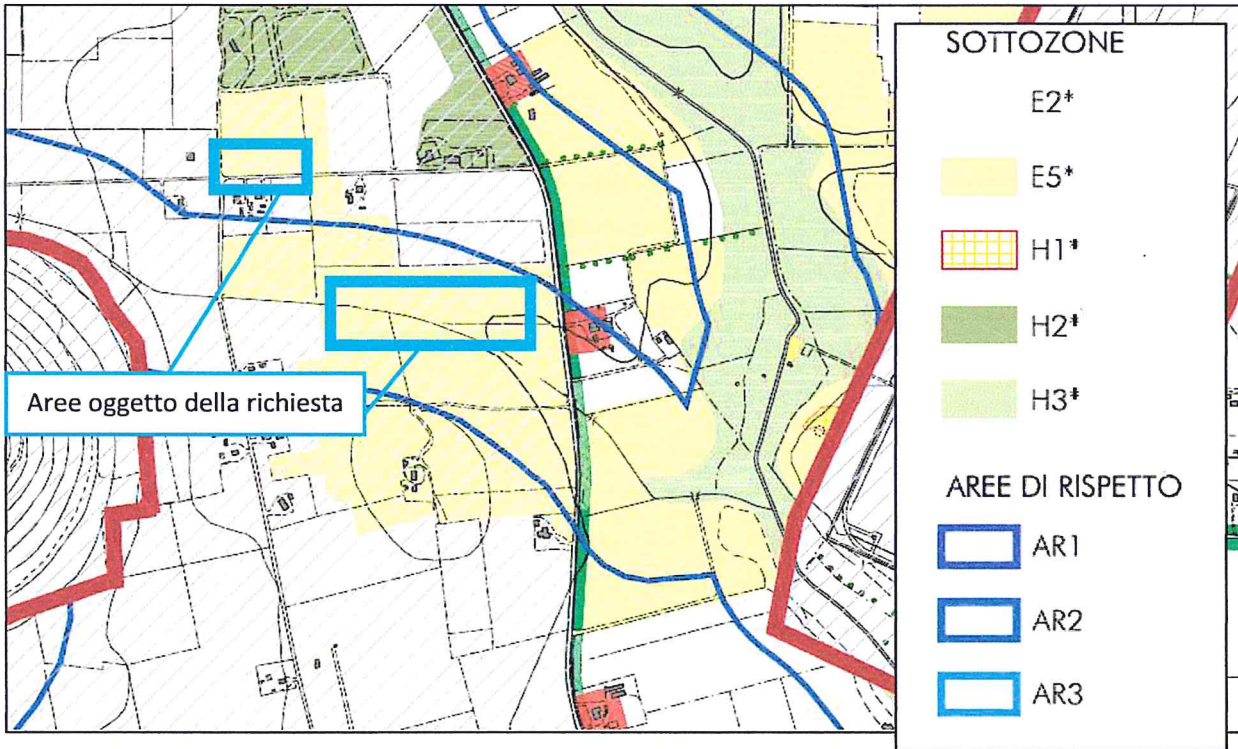 Aree oggetto della richiesta
SOTTOZONE
E2*
E5*
H1*
H2*
H3*
AREE DI RISPETTO
AR1
AR2
AR3